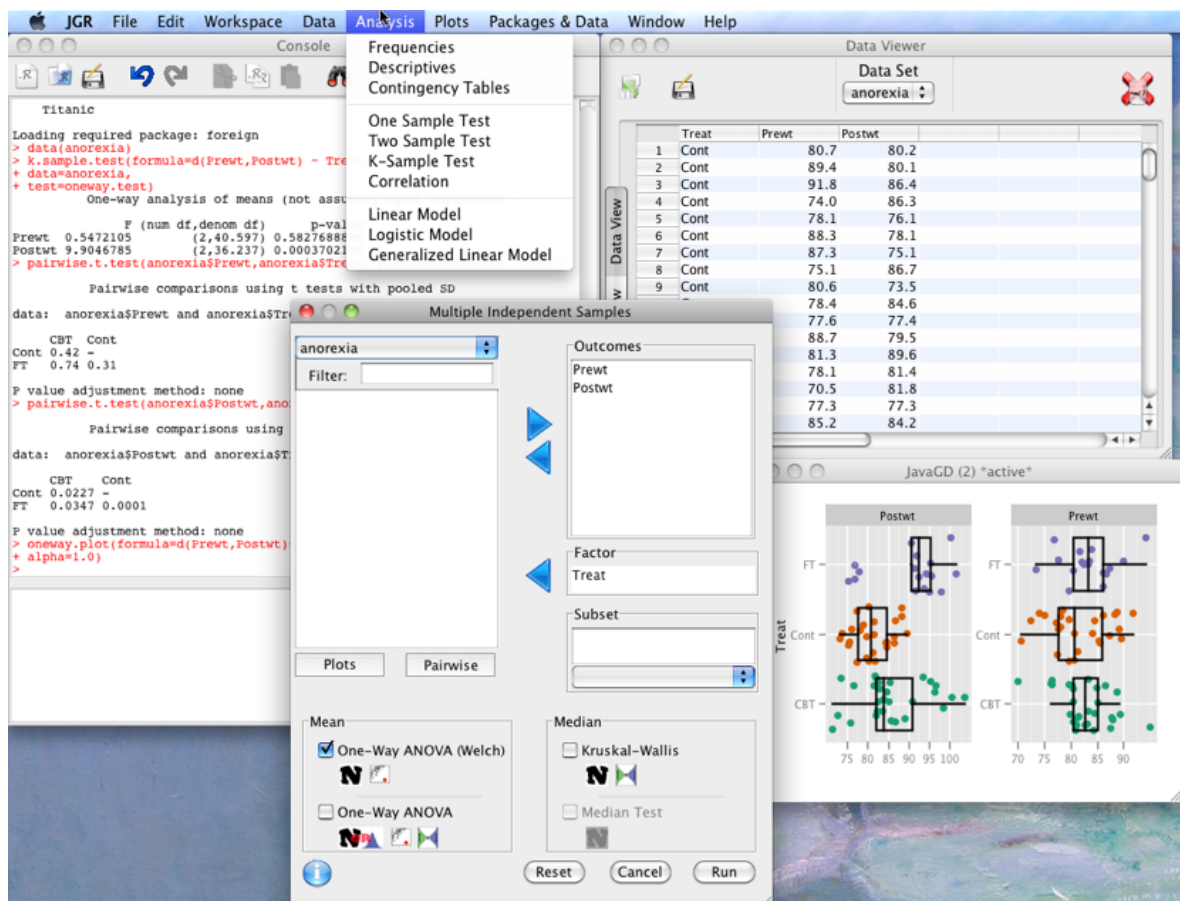 JGR File Edit Workspace Data Analysis Plots Packages & Data Window Help
Console
Titanic
Loading required package: foreign
> data(anorexia)
> k.sample.test(formula=d(Prewt,Postwt) ~ Tre
+ data=anorexia,
+ test=oneway.test)
One-way analysis of means (not assu
F (num df,denom df) p-val
Prewt 0.5472105 (2,40.597) 0.58276888
Postwt 9.9046785 (2,36.237) 0.00037021
> pairwise.t.test(anorexia$Prewt,anorexia$Tre
Pairwise comparisons using t tests with pooled SD
data: anorexia$Prewt and anorexia$Tr
CBT Cont
Cont 0.42 -
FT 0.74 0.31
P value adjustment method: none
> pairwise.t.test(anorexia$Postwt,ano
Pairwise comparisons using
data: anorexia$Postwt and anorexia$T
CBT Cont
Cont 0.0227 -
FT 0.0347 0.0001
P value adjustment method: none
> oneway.plot(formula=d(Prewt,Postwt)
+ alpha=1.0)
>
Frequencies
Descriptives
Contingency Tables
One Sample Test
Two Sample Test
K-Sample Test
Correlation
Linear Model
Logistic Model
Generalized Linear Model
Data Viewer
Data Set
anorexia
Data View
Treat Prewt Postwt
1 Cont 80.7 80.2
2 Cont 89.4 80.1
3 Cont 91.8 86.4
4 Cont 74.0 86.3
5 Cont 78.1 76.1
6 Cont 88.3 78.1
7 Cont 87.3 75.1
8 Cont 75.1 86.7
9 Cont 80.6 73.5
78.4 84.6
77.6 77.4
88.7 79.5
81.3 89.6
78.1 81.4
70.5 81.8
77.3 77.3
85.2 84.2
Multiple Independent Samples
anorexia
Filter:
Outcomes
Prewt
Postwt
Factor
Treat
Subset
Plots Pairwise
Mean
One-Way ANOVA (Welch)
N
One-Way ANOVA
N
Median
Kruskal-Wallis
N
Median Test
N
Reset Cancel Run
JavaGD (2) *active*
Postwt Prewt
Treat
FT FT
Cont Cont
CBT CBT
75 80 85 90 95 100 70 75 80 85 90